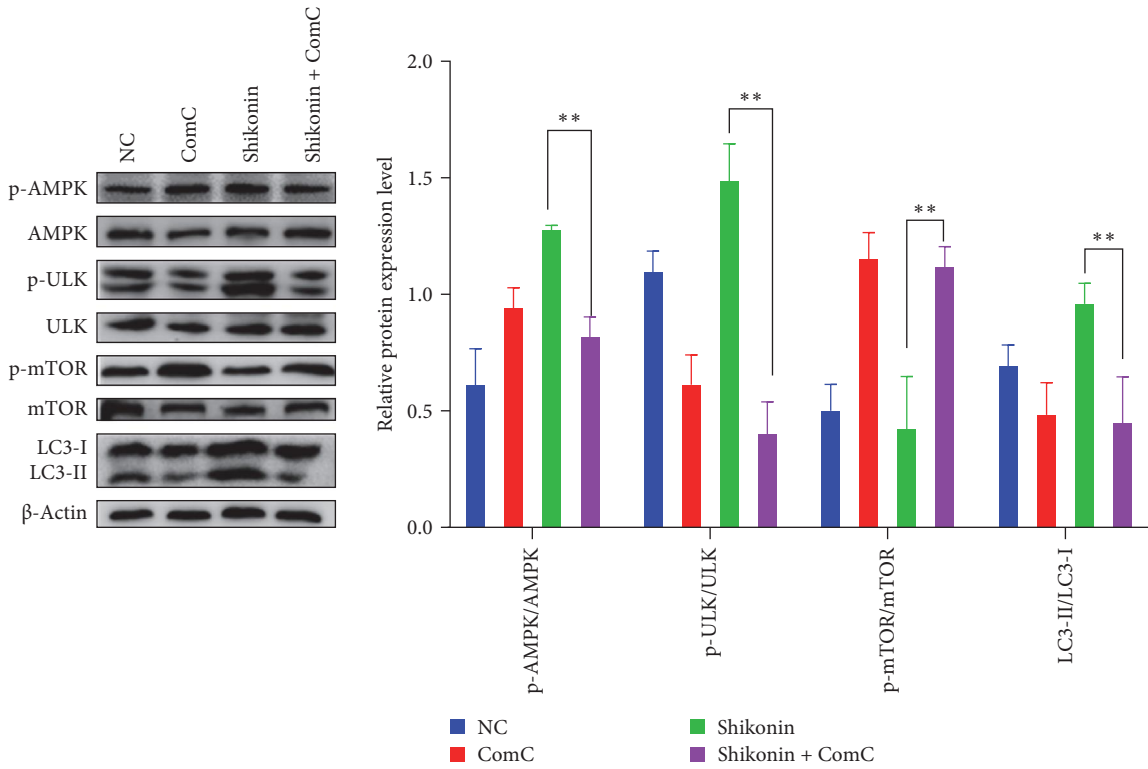 NC
ComC
Shikonin
Shikonin + ComC
p-AMPK
AMPK
p-ULK
ULK
p-mTOR
mTOR
LC3-I
LC3-II
β-Actin
Relative protein expression level
2.0
1.5
1.0
0.5
0.0
**
**
**
**
p-AMPK/AMPK
p-ULK/ULK
p-mTOR/mTOR
LC3-II/LC3-I
NC
ComC
Shikonin
Shikonin + ComC